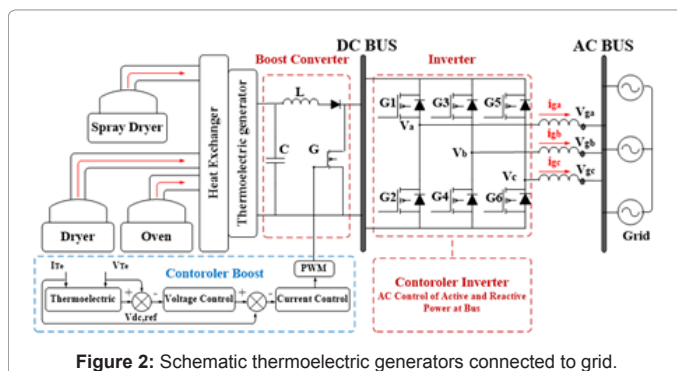 DC BUS
AC BUS
Boost Converter
Inverter
Spray Dryer
Heat Exchanger
Thermoelectric generator
L
C
G
G1
G3
G5
Va
Vb
Vc
G2
G4
G6
iga
Vga
igb
Vgb
igc
Vgc
Grid
Dryer
Oven
Contoroler Boost
PWM
ITe
VTe
Thermoelectric
+
-
Voltage Control
+
-
Current Control
Vdc,ref
Contoroler Inverter
AC Control of Active and Reactive
Power at Bus
Figure 2: Schematic thermoelectric generators connected to grid.